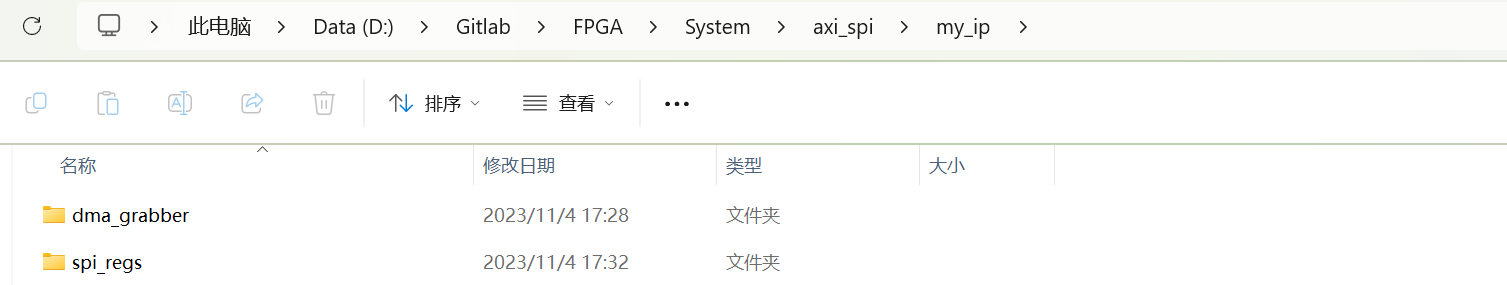 此电脑 > Data (D:) > Gitlab > FPGA > System > axi_spi > my_ip >
排序 查看
名称 修改日期 类型 大小
dma_grabber 2023/11/4 17:28 文件夹
spi_regs 2023/11/4 17:32 文件夹